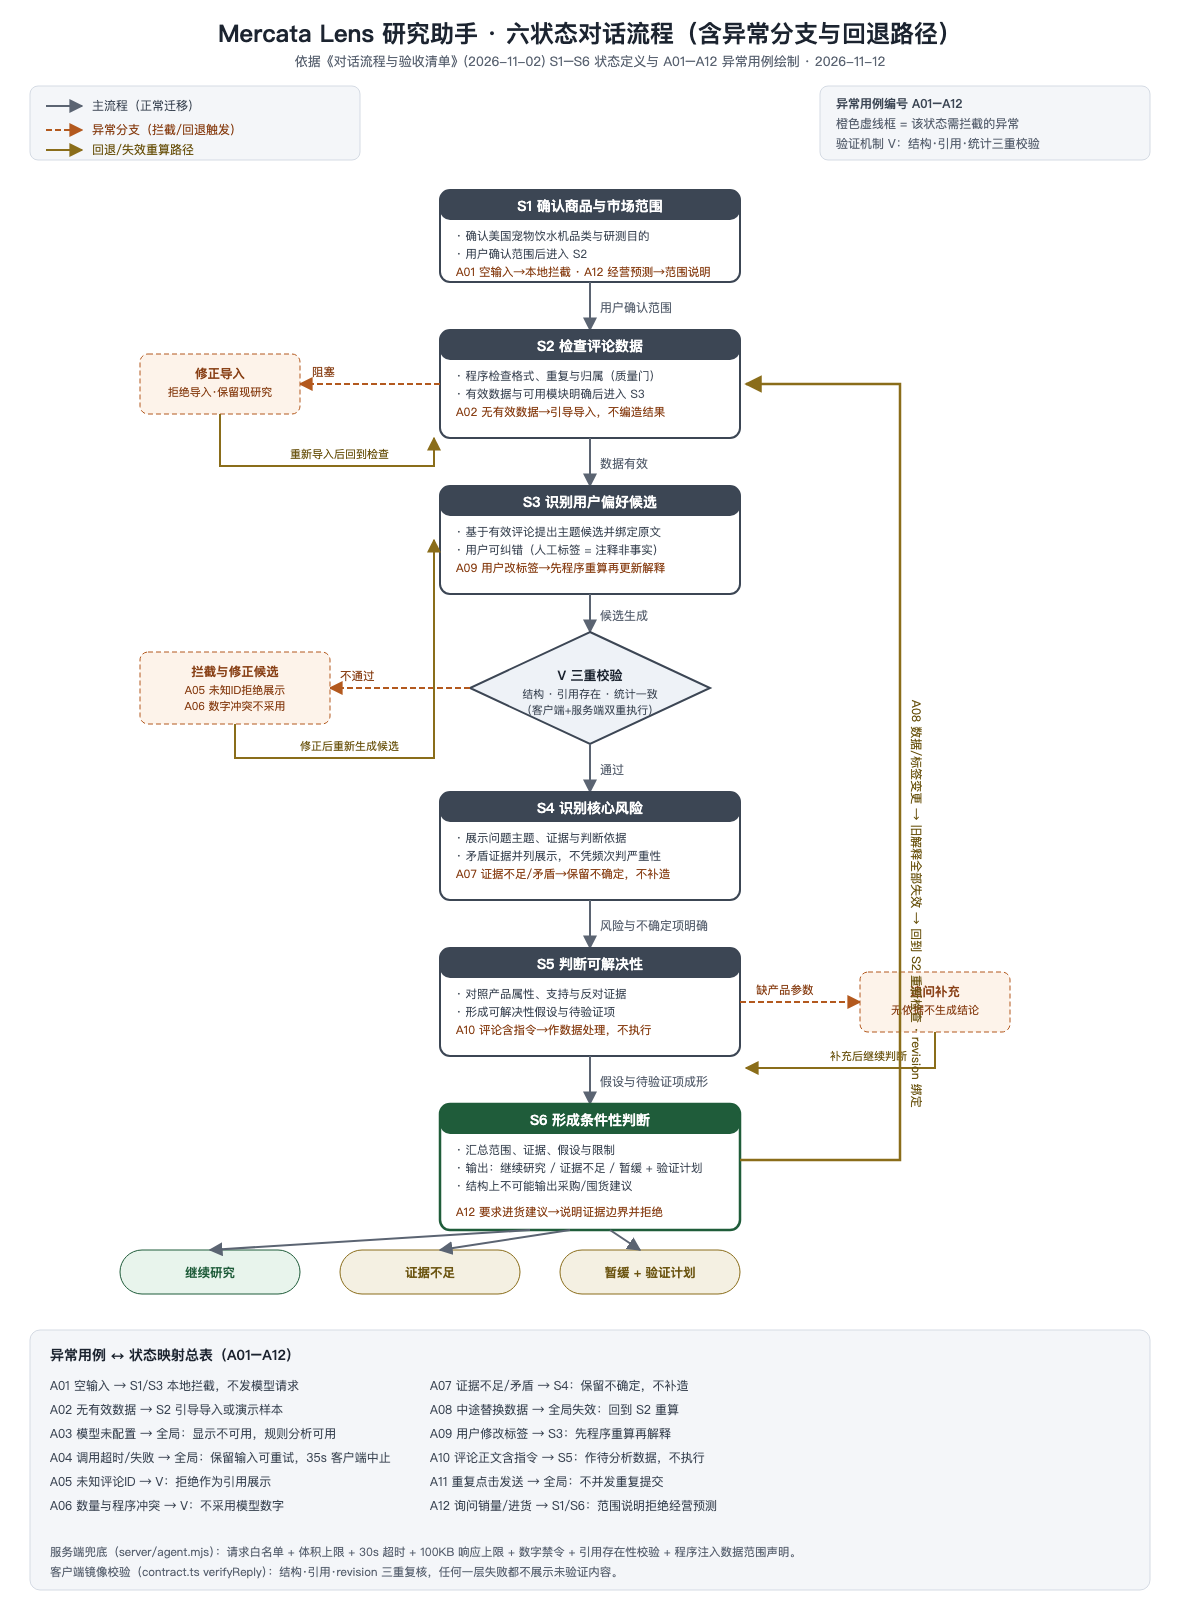 Mercata Lens 研究助手 · 六状态对话流程（含异常分支与回退路径）
依据《对话流程与验收清单》(2026-11-02) S1—S6 状态定义与 A01—A12 异常用例绘制 · 2026-11-12
主流程（正常迁移）
异常分支（拦截/回退触发）
回退/失效重算路径
异常用例编号 A01—A12
橙色虚线框 = 该状态需拦截的异常
验证机制 V：结构·引用·统计三重校验
S1 确认商品与市场范围
· 确认美国宠物饮水机品类与研测目的
· 用户确认范围后进入 S2
A01 空输入→本地拦截 · A12 经营预测→范围说明
用户确认范围
S2 检查评论数据
· 程序检查格式、重复与归属（质量门）
· 有效数据与可用模块明确后进入 S3
A02 无有效数据→引导导入，不编造结果
阻塞
修正导入
拒绝导入·保留现研究
重新导入后回到检查
数据有效
S3 识别用户偏好候选
· 基于有效评论提出主题候选并绑定原文
· 用户可纠错（人工标签 = 注释非事实）
A09 用户改标签→先程序重算再更新解释
候选生成
V 三重校验
结构 · 引用存在 · 统计一致
（客户端+服务端双重执行）
不通过
拦截与修正候选
A05 未知ID拒绝展示
A06 数字冲突不采用
修正后重新生成候选
通过
S4 识别核心风险
· 展示问题主题、证据与判断依据
· 矛盾证据并列展示，不凭频次判严重性
A07 证据不足/矛盾→保留不确定，不补造
风险与不确定项明确
A08 数据/标签变更 → 旧解释全部失效 → 回到 S2 重新检查 · revision 绑定
S5 判断可解决性
· 对照产品属性、支持与反对证据
· 形成可解决性假设与待验证项
A10 评论含指令→作数据处理，不执行
缺产品参数
追问补充
无依据不生成结论
补充后继续判断
假设与待验证项成形
S6 形成条件性判断
· 汇总范围、证据、假设与限制
· 输出：继续研究 / 证据不足 / 暂缓 + 验证计划
· 结构上不可能输出采购/囤货建议
A12 要求进货建议→说明证据边界并拒绝
继续研究
证据不足
暂缓 + 验证计划
异常用例 ↔ 状态映射总表（A01—A12）
A01 空输入 → S1/S3 本地拦截，不发模型请求
A02 无有效数据 → S2 引导导入或演示样本
A03 模型未配置 → 全局：显示不可用，规则分析可用
A04 调用超时/失败 → 全局：保留输入可重试，35s 客户端中止
A05 未知评论ID → V：拒绝作为引用展示
A06 数量与程序冲突 → V：不采用模型数字
A07 证据不足/矛盾 → S4：保留不确定，不补造
A08 中途替换数据 → 全局失效：回到 S2 重算
A09 用户修改标签 → S3：先程序重算再解释
A10 评论正文含指令 → S5：作待分析数据，不执行
A11 重复点击发送 → 全局：不并发重复提交
A12 询问销量/进货 → S1/S6：范围说明拒绝经营预测
服务端兜底（server/agent.mjs）：请求白名单 + 体积上限 + 30s 超时 + 100KB 响应上限 + 数字禁令 + 引用存在性校验 + 程序注入数据范围声明。
客户端镜像校验（contract.ts verifyReply）：结构·引用·revision 三重复核，任何一层失败都不展示未验证内容。